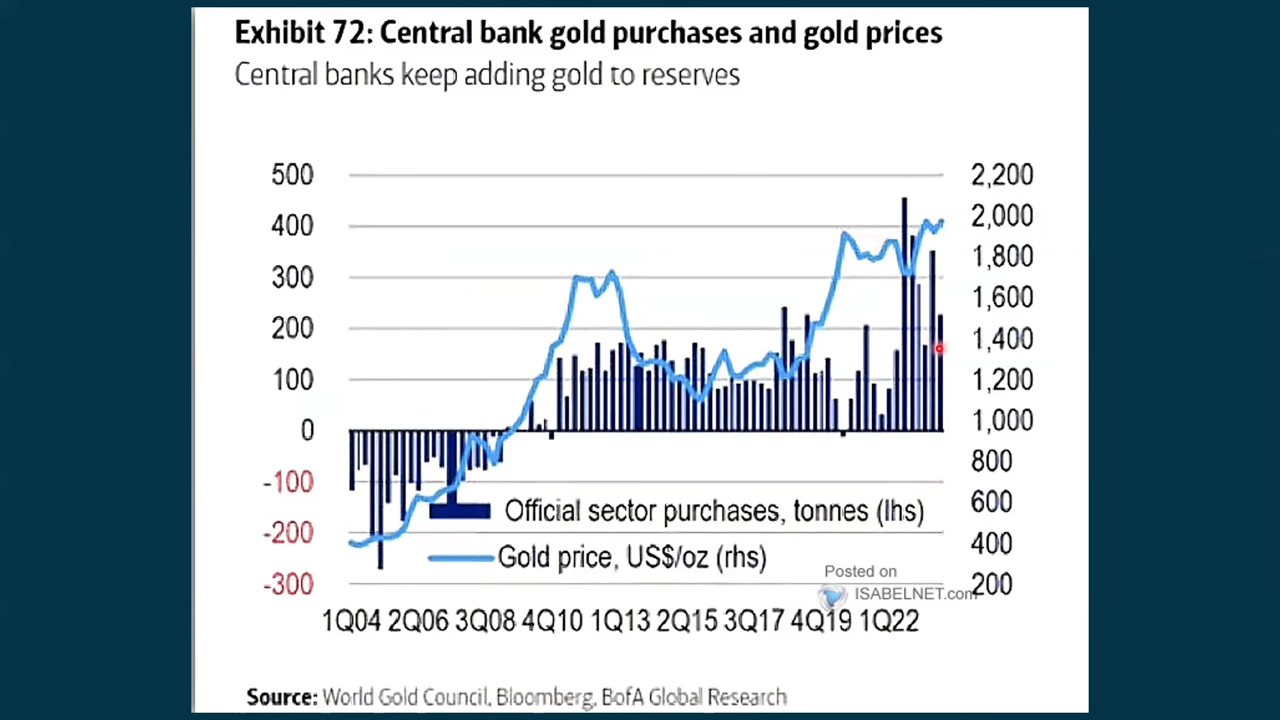 Exhibit 72: Central bank gold purchases and gold prices
Central banks keep adding gold to reserves
500 2,200
400 2,000
300 1,800
200 1,600
100 1,400
0 1,200
-100 1,000
-200 800
-300 600
400
200
Official sector purchases, tonnes (lhs)
Gold price, US$/oz (rhs)
Posted on
ISABELNET.com
1Q04 2Q06 3Q08 4Q10 1Q13 2Q15 3Q17 4Q19 1Q22
Source: World Gold Council, Bloomberg, BofA Global Research